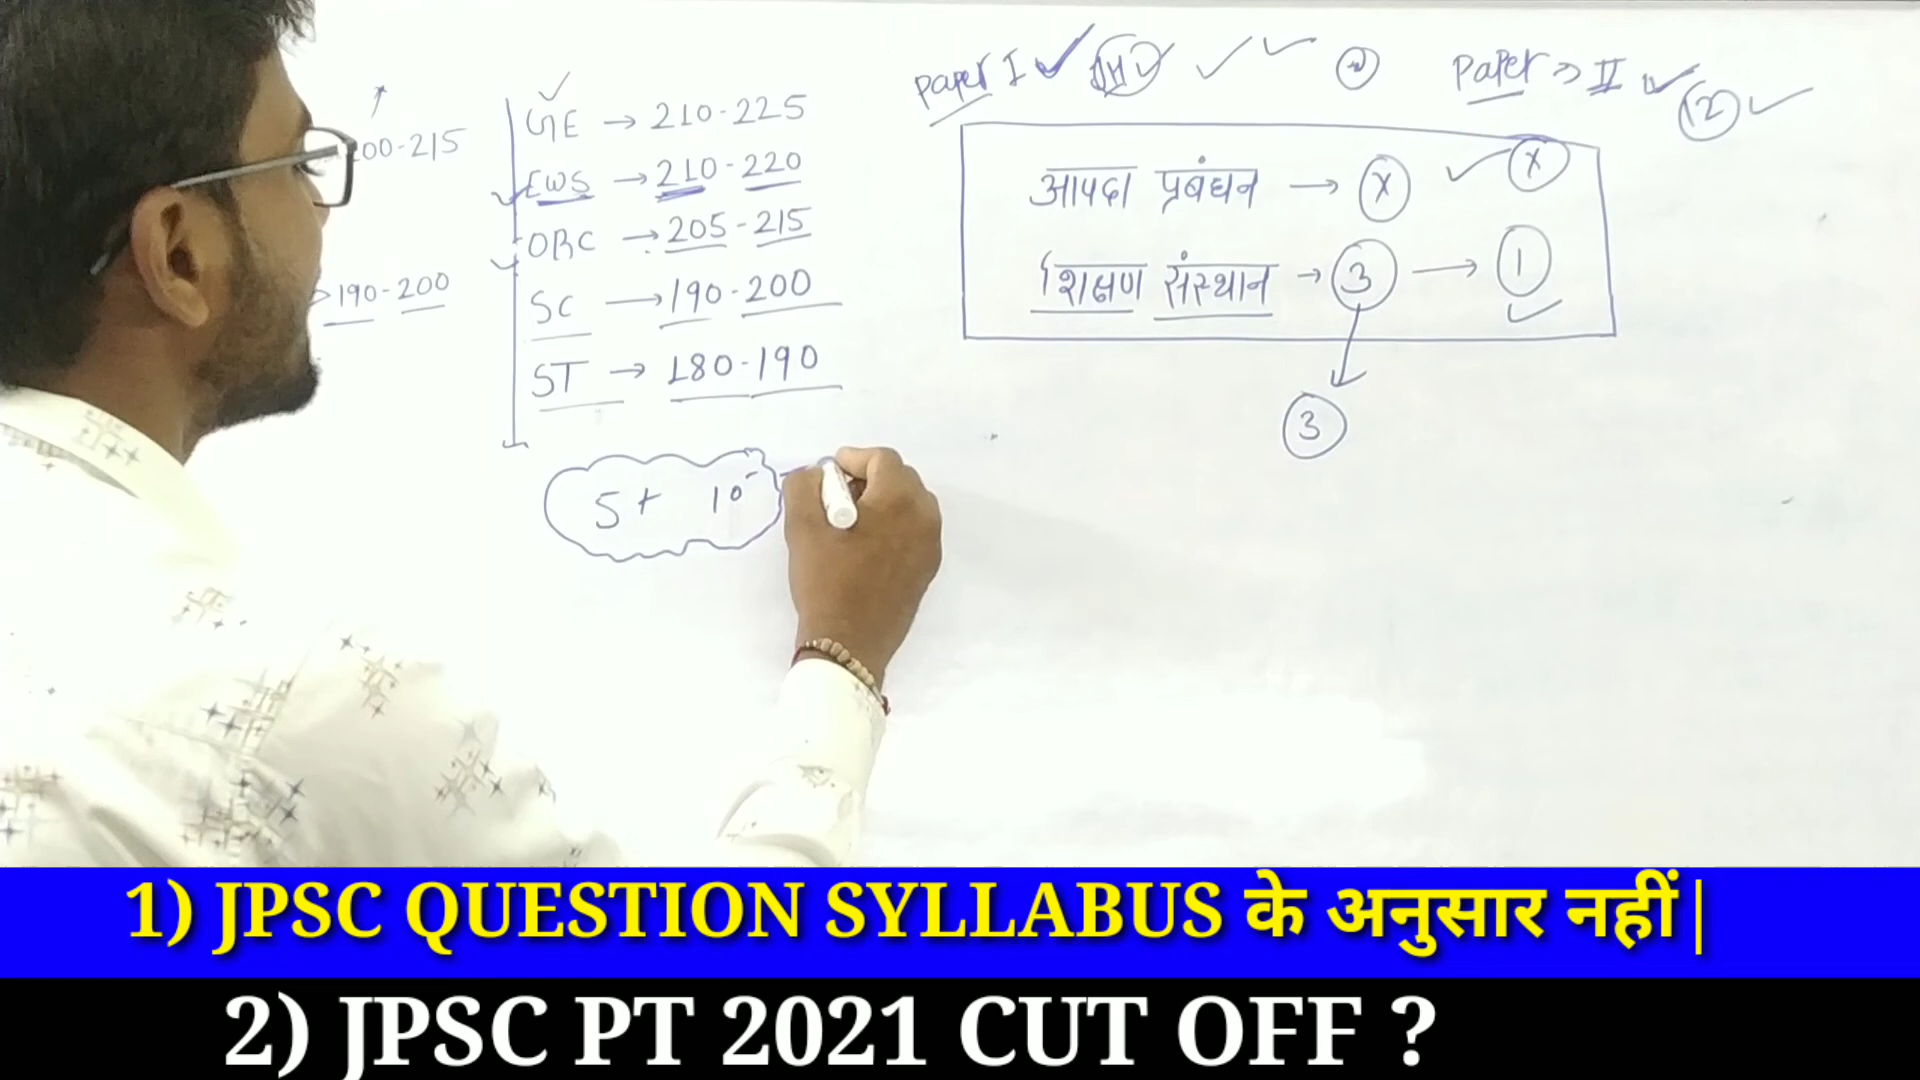 Paper I
Paper ⇒ II
12
200-215
190-200
GE → 210-225
EWS → 210-220
OBC → 205-215
SC → 190-200
ST → 180-190
5+ 10-
आपदा प्रबंधन → X X
शिक्षण संस्थान → 3 → 1
3
1) JPSC QUESTION SYLLABUS के अनुसार नहीं|
2) JPSC PT 2021 CUT OFF ?